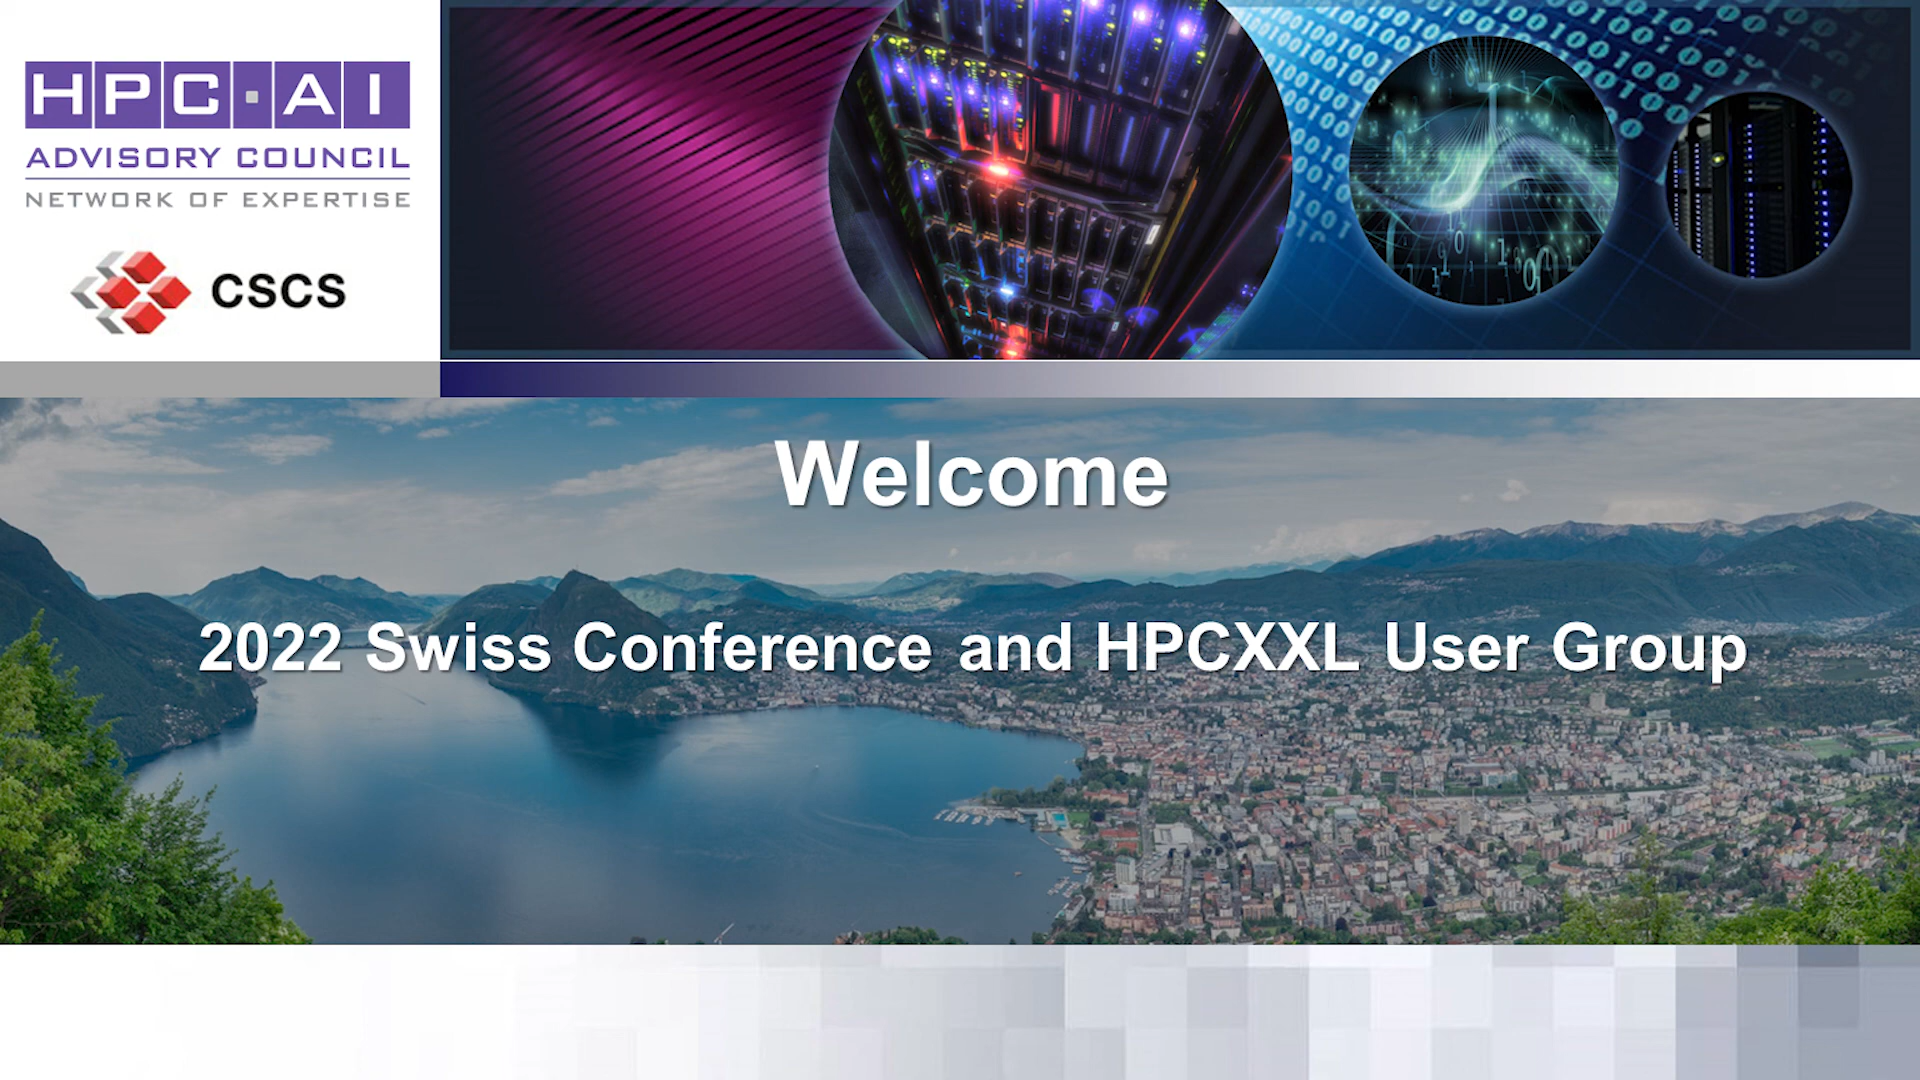 HPC·AI
ADVISORY COUNCIL
NETWORK OF EXPERTISE
CSCS
Welcome
2022 Swiss Conference and HPCXXL User Group